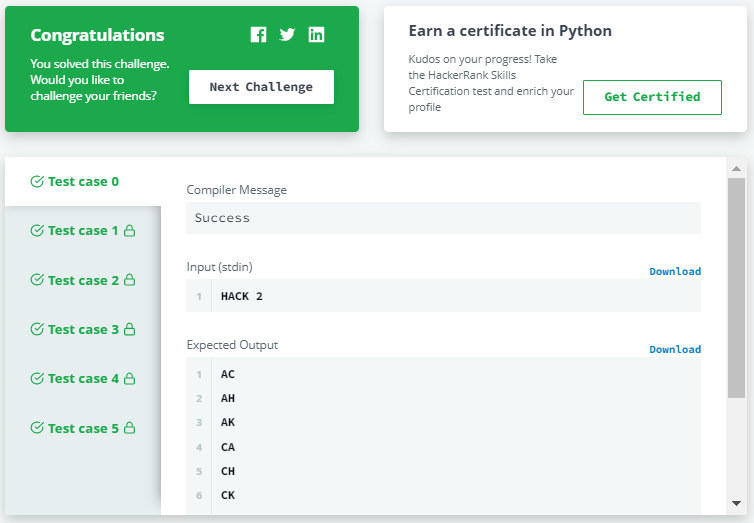 Congratulations
You solved this challenge.
Would you like to
challenge your friends?
Next Challenge
Earn a certificate in Python
Kudos on your progress! Take
the HackerRank Skills
Certification test and enrich your
profile
Get Certified
Test case 0
Test case 1
Test case 2
Test case 3
Test case 4
Test case 5
Compiler Message
Success
Input (stdin)
Download
1 HACK 2
Expected Output
Download
1 AC
2 AH
3 AK
4 CA
5 CH
6 CK